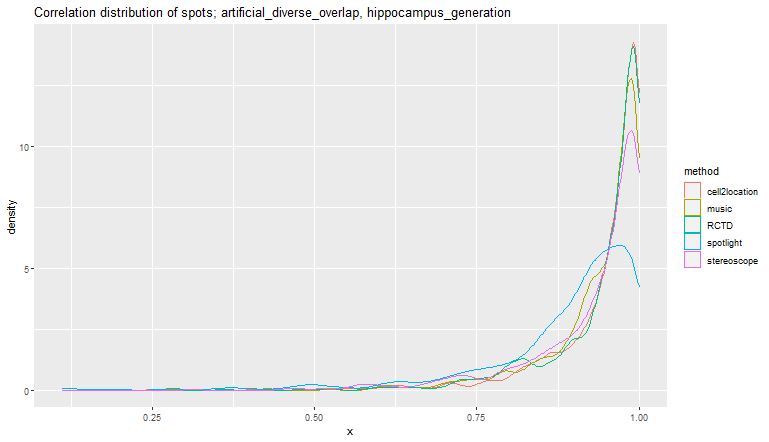 Correlation distribution of spots; artificial_diverse_overlap, hippocampus_generation
10
5
0
density
0.25
0.50
0.75
1.00
x
method
cell2location
music
RCTD
spotlight
stereoscope